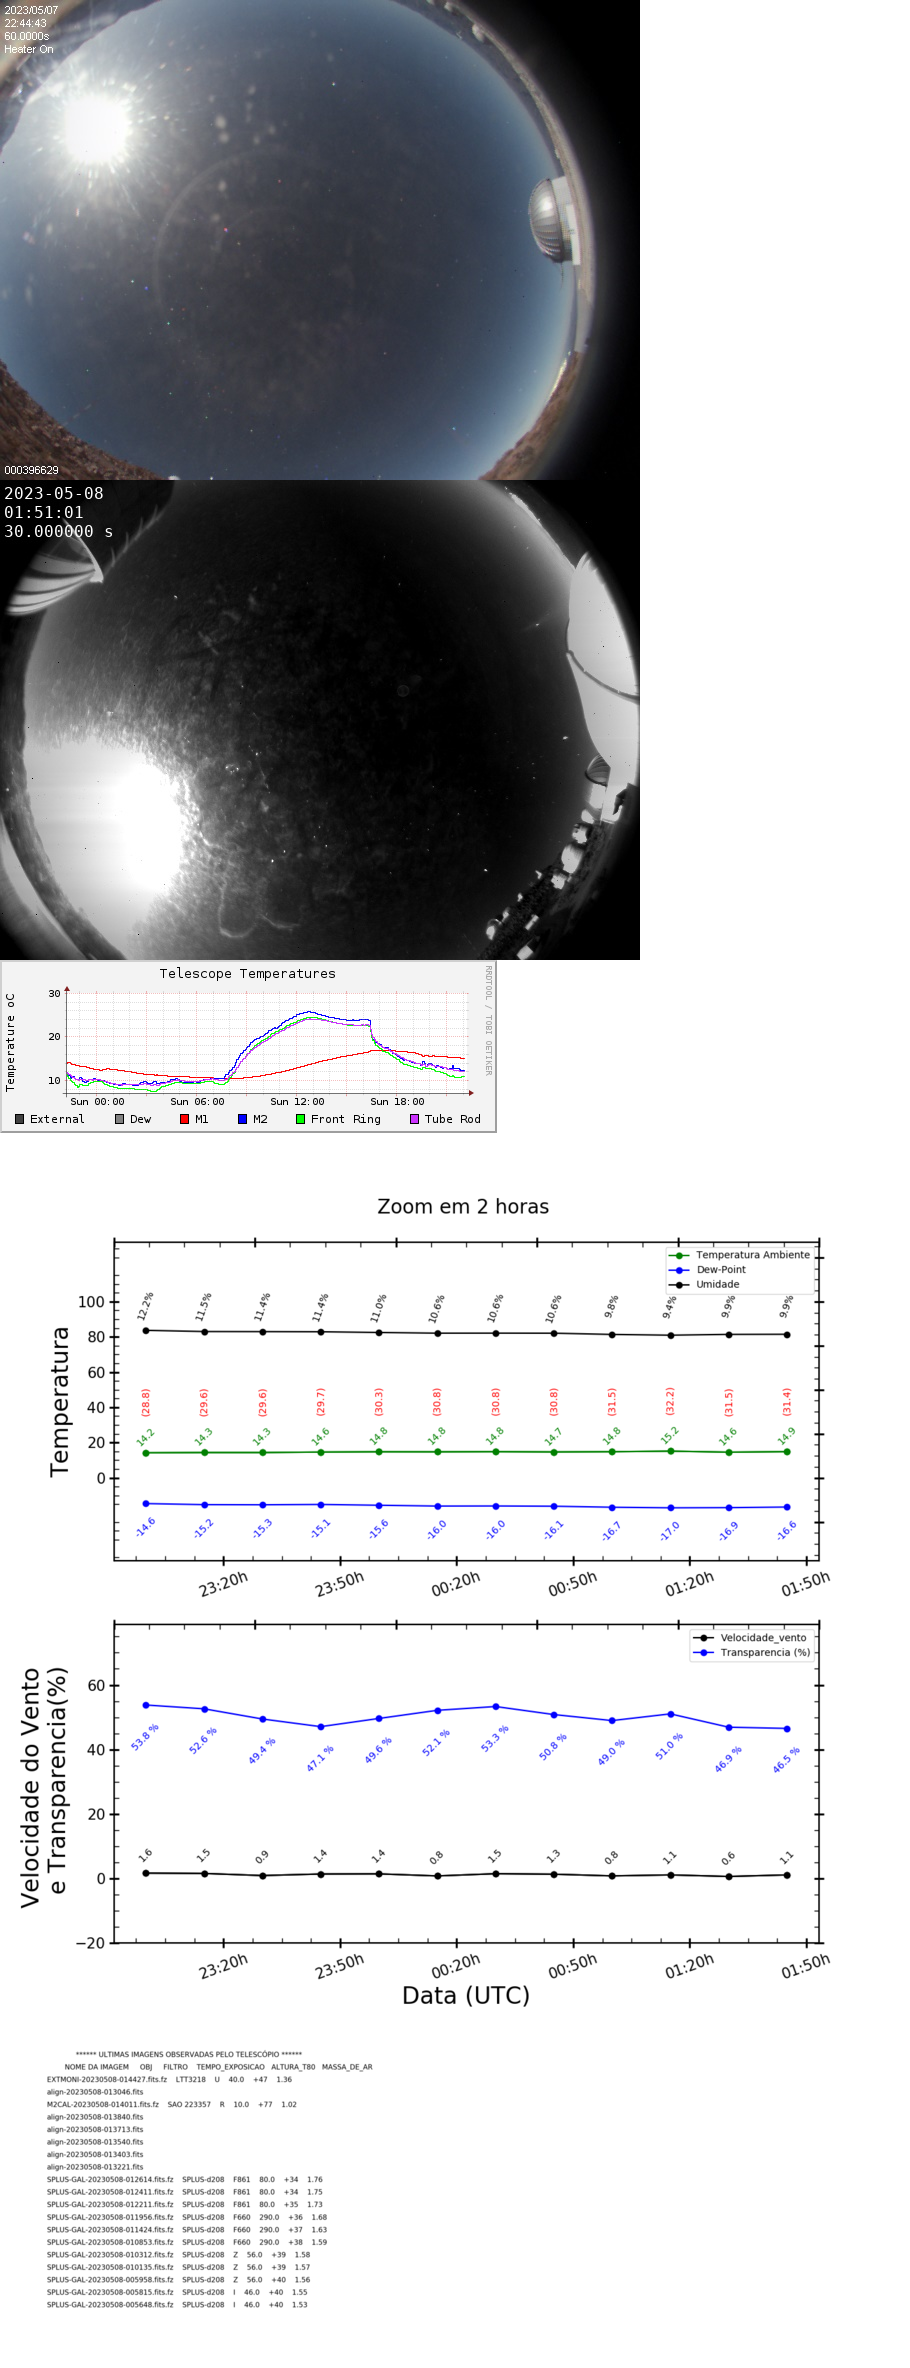 2023/05/07
22:44:43
60.0000s
Heater On
000396629
2023-05-08
01:51:01
30.000000 s
Telescope Temperatures
RRDTOOL / TOBI OETIKER
Temperature oC
30
20
10
Sun 00:00 Sun 06:00 Sun 12:00 Sun 18:00
External Dew M1 M2 Front Ring Tube Rod
Zoom em 2 horas
Temperatura Ambiente
Dew-Point
Umidade
Temperatura
100
80
60
40
20
0
12.2% 11.5% 11.4% 11.4% 11.0% 10.6% 10.6% 10.6% 9.8% 9.4% 9.9% 9.9%
(28.8) (29.6) (29.6) (29.7) (30.3) (30.8) (30.8) (30.8) (31.5) (32.2) (31.5) (31.4)
14.2 14.3 14.3 14.6 14.8 14.8 14.8 14.7 14.8 15.2 14.6 14.9
-14.6 -15.2 -15.3 -15.1 -15.6 -16.0 -16.0 -16.1 -16.7 -17.0 -16.9 -16.6
23:20h 23:50h 00:20h 00:50h 01:20h 01:50h
Velocidade_vento
Transparencia (%)
Velocidade do Vento
e Transparencia(%)
60
40
20
0
−20
53.8 % 52.6 % 49.4 % 47.1 % 49.6 % 52.1 % 53.3 % 50.8 % 49.0 % 51.0 % 46.9 % 46.5 %
1.6 1.5 0.9 1.4 1.4 0.8 1.5 1.3 0.8 1.1 0.6 1.1
23:20h 23:50h 00:20h 00:50h 01:20h 01:50h
Data (UTC)
****** ULTIMAS IMAGENS OBSERVADAS PELO TELESCÓPIO ******
NOME DA IMAGEM OBJ FILTRO TEMPO_EXPOSICAO ALTURA_T80 MASSA_DE_AR
EXTMONI-20230508-014427.fits.fz LTT3218 U 40.0 +47 1.36
align-20230508-013046.fits
M2CAL-20230508-014011.fits.fz SAO 223357 R 10.0 +77 1.02
align-20230508-013840.fits
align-20230508-013713.fits
align-20230508-013540.fits
align-20230508-013403.fits
align-20230508-013221.fits
SPLUS-GAL-20230508-012614.fits.fz SPLUS-d208 F861 80.0 +34 1.76
SPLUS-GAL-20230508-012411.fits.fz SPLUS-d208 F861 80.0 +34 1.75
SPLUS-GAL-20230508-012211.fits.fz SPLUS-d208 F861 80.0 +35 1.73
SPLUS-GAL-20230508-011956.fits.fz SPLUS-d208 F660 290.0 +36 1.68
SPLUS-GAL-20230508-011424.fits.fz SPLUS-d208 F660 290.0 +37 1.63
SPLUS-GAL-20230508-010853.fits.fz SPLUS-d208 F660 290.0 +38 1.59
SPLUS-GAL-20230508-010312.fits.fz SPLUS-d208 Z 56.0 +39 1.58
SPLUS-GAL-20230508-010135.fits.fz SPLUS-d208 Z 56.0 +39 1.57
SPLUS-GAL-20230508-005958.fits.fz SPLUS-d208 Z 56.0 +40 1.56
SPLUS-GAL-20230508-005815.fits.fz SPLUS-d208 I 46.0 +40 1.55
SPLUS-GAL-20230508-005648.fits.fz SPLUS-d208 I 46.0 +40 1.53